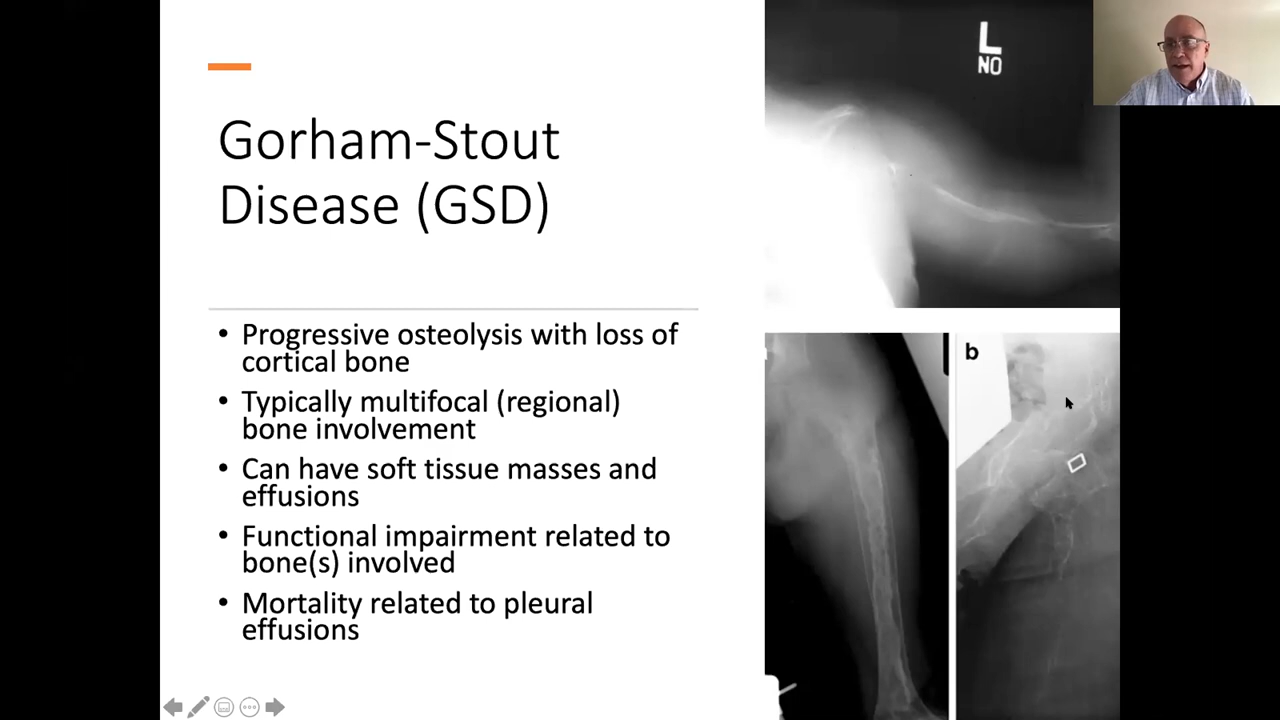 Gorham-Stout
Disease (GSD)
• Progressive osteolysis with loss of
cortical bone
• Typically multifocal (regional)
bone involvement
• Can have soft tissue masses and
effusions
• Functional impairment related to
bone(s) involved
• Mortality related to pleural
effusions
L
NO
b